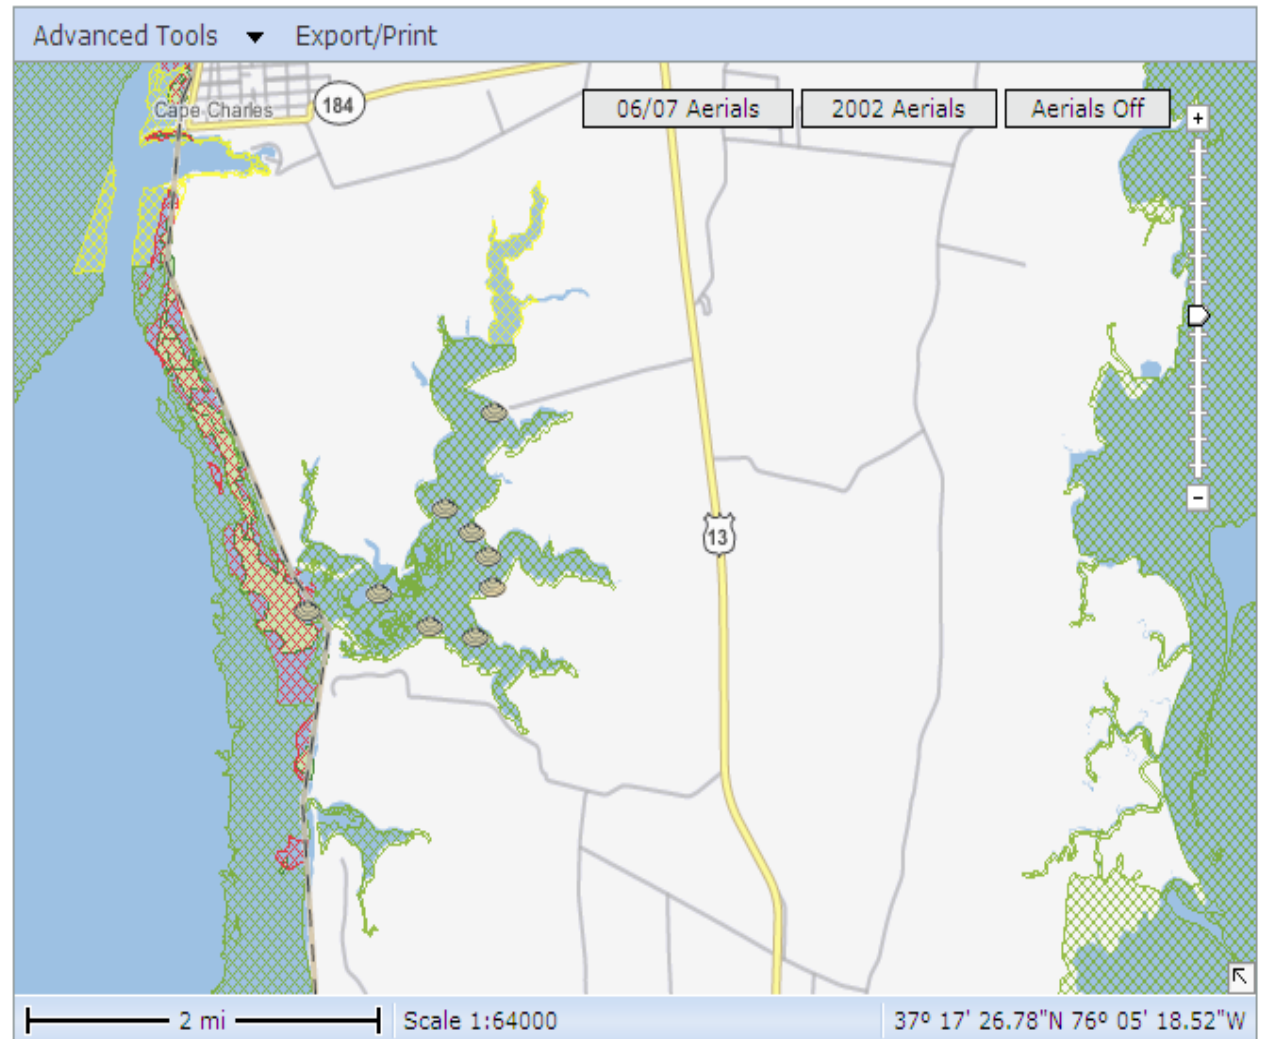 Advanced Tools Export/Print
Cape Charles
184
06/07 Aerials 2002 Aerials Aerials Off
+
13
-
2 mi Scale 1:64000 37º 17' 26.78"N 76º 05' 18.52"W